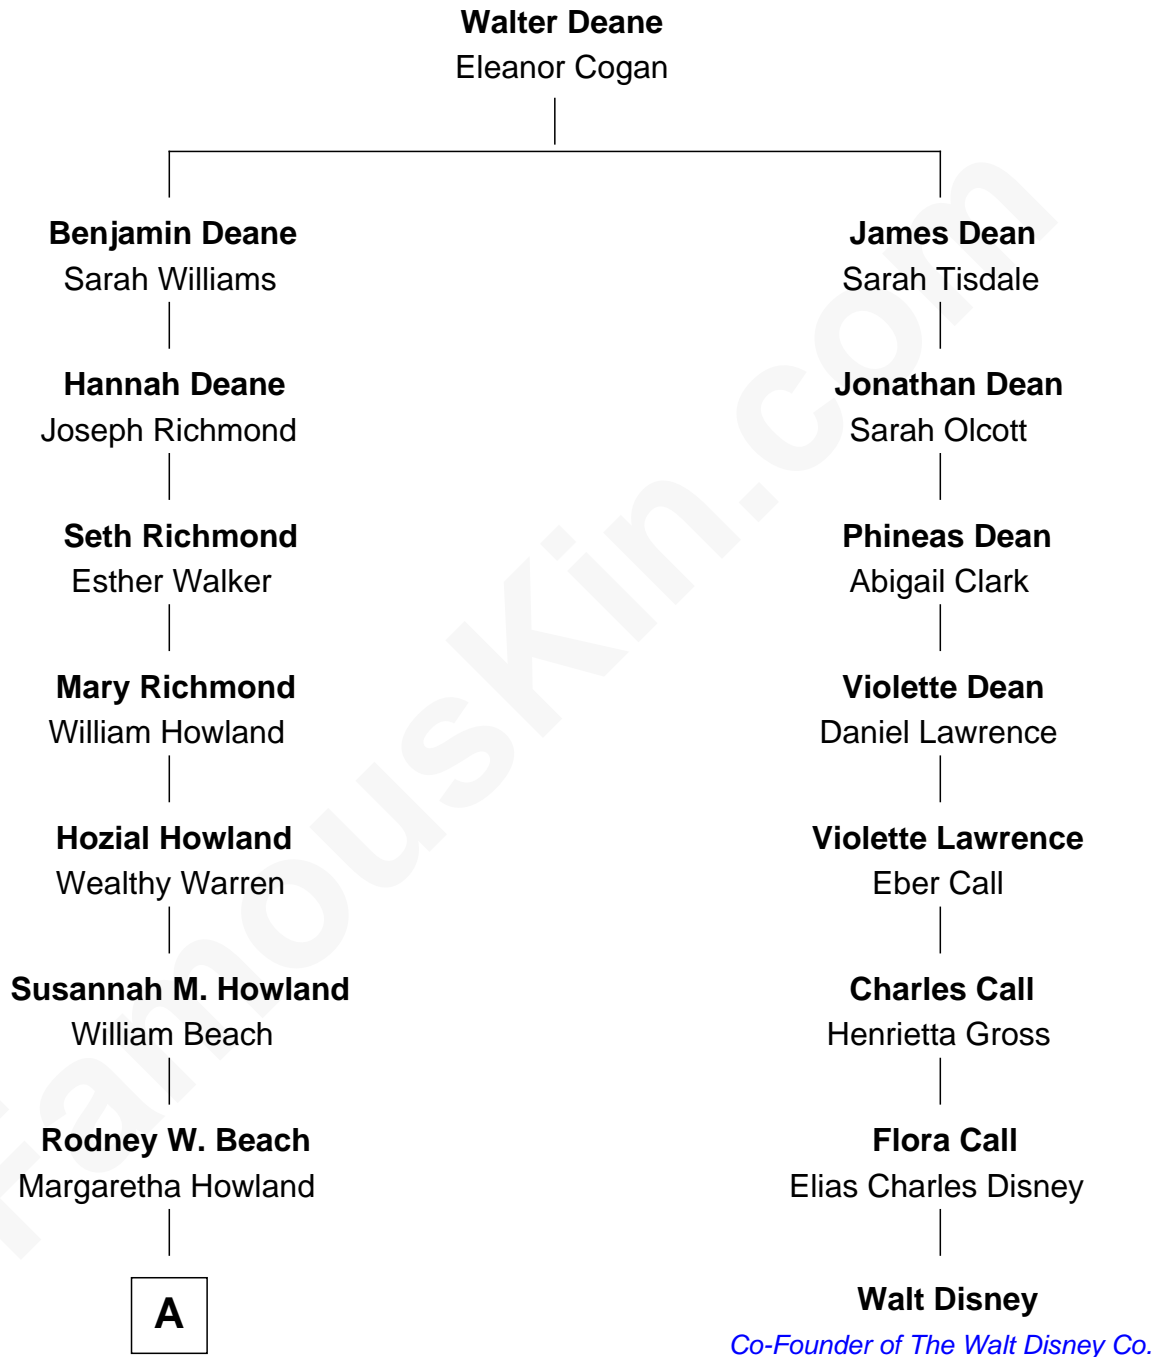 Walter Deane
Eleanor Cogan
Benjamin Deane
Sarah Williams
James Dean
Sarah Tisdale
Hannah Deane
Joseph Richmond
Jonathan Dean
Sarah Olcott
Seth Richmond
Esther Walker
Phineas Dean
Abigail Clark
Mary Richmond
William Howland
Violette Dean
Daniel Lawrence
Hozial Howland
Wealthy Warren
Violette Lawrence
Eber Call
Susannah M. Howland
William Beach
Charles Call
Henrietta Gross
Rodney W. Beach
Margaretha Howland
Flora Call
Elias Charles Disney
A
Walt Disney
Co-Founder of The Walt Disney Co.
FamousKin.com